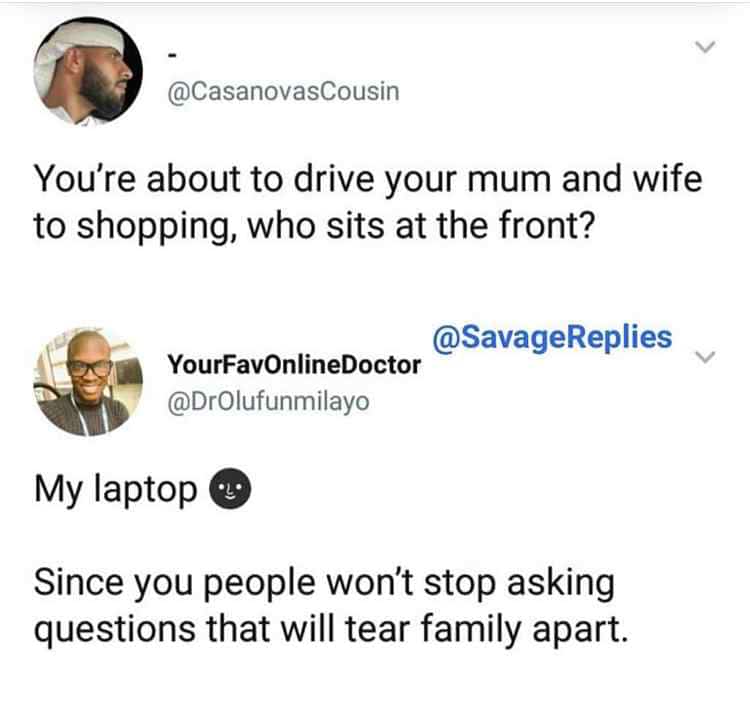 -
@CasanovasCousin
You're about to drive your mum and wife
to shopping, who sits at the front?
@SavageReplies
YourFavOnlineDoctor
@DrOlufunmilayo
My laptop 🌚
Since you people won't stop asking
questions that will tear family apart.